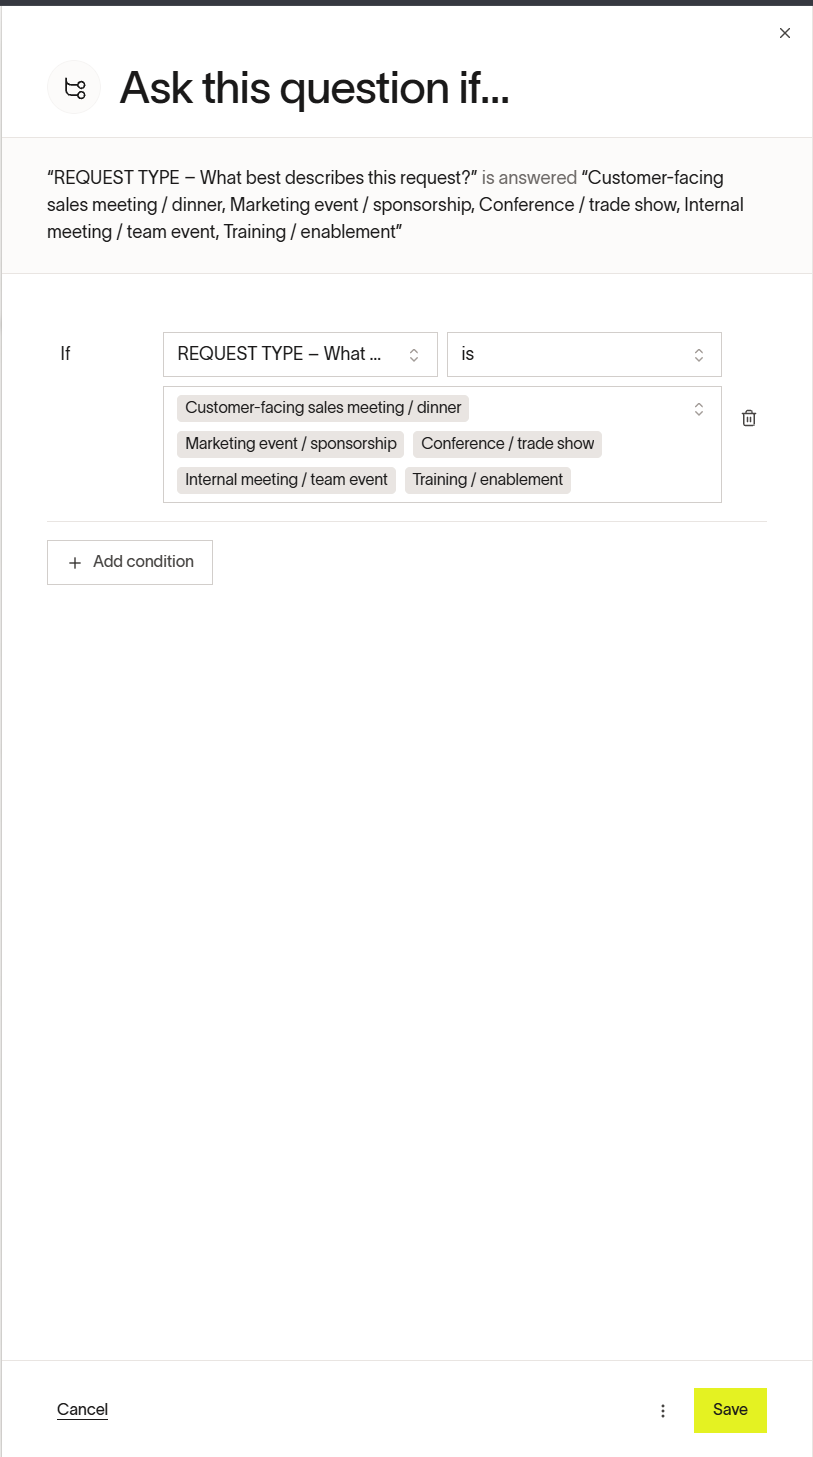 Ask this question if...
“REQUEST TYPE – What best describes this request?” is answered “Customer-facing
sales meeting / dinner, Marketing event / sponsorship, Conference / trade show, Internal
meeting / team event, Training / enablement”
If
REQUEST TYPE – What ...
is
Customer-facing sales meeting / dinner
Marketing event / sponsorship
Conference / trade show
Internal meeting / team event
Training / enablement
Add condition
Cancel
Save